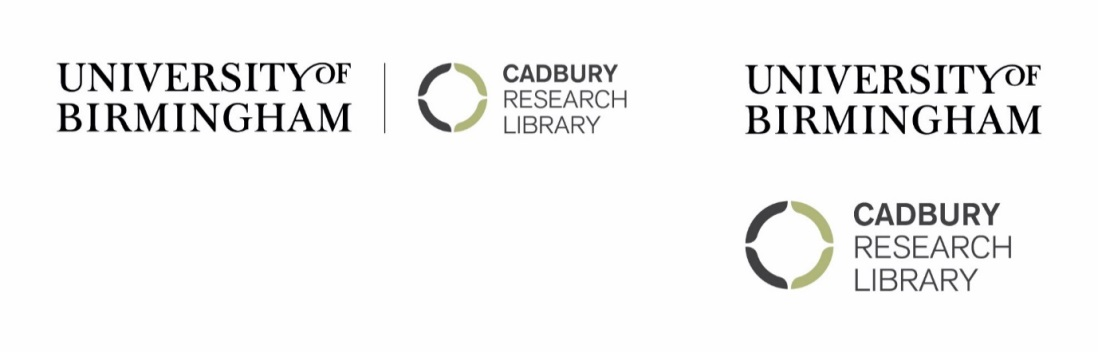 UNIVERSITY OF
BIRMINGHAM
CADBURY
RESEARCH
LIBRARY
UNIVERSITY OF
BIRMINGHAM
CADBURY
RESEARCH
LIBRARY